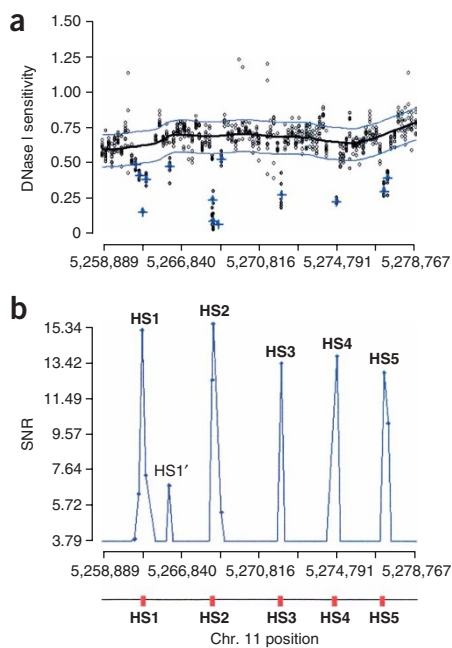 a
1.50
1.25
1.00
0.75
0.50
0.25
0
DNase I sensitivity
5,258,889 5,266,840 5,270,816 5,274,791 5,278,767
b
15.34
13.42
11.49
9.57
7.64
5.72
3.79
SNR
HS1 HS2 HS3 HS4 HS5
HS1′
5,258,889 5,266,840 5,270,816 5,274,791 5,278,767
HS1 HS2 HS3 HS4 HS5
Chr. 11 position